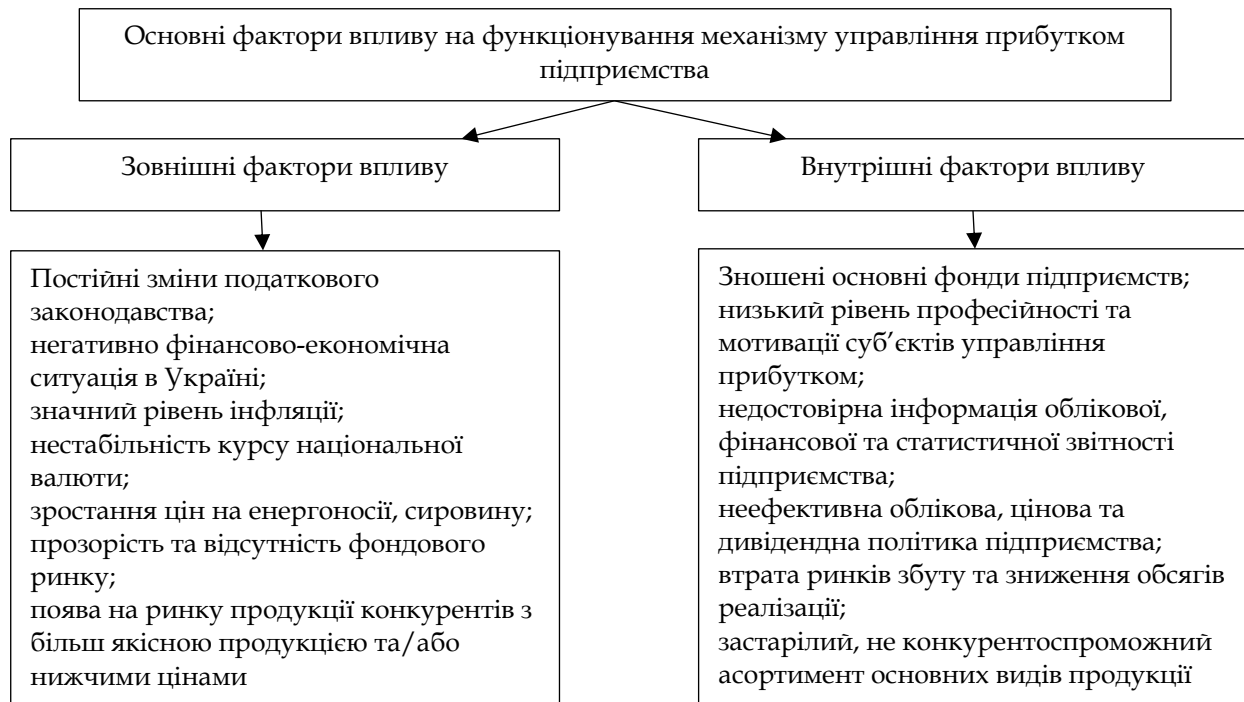 Основні фактори впливу на функціонування механізму управління прибутком
підприємства
Зовнішні фактори впливу
Внутрішні фактори впливу
Постійні зміни податкового
законодавства;
негативно фінансово-економічна
ситуація в Україні;
значний рівень інфляції;
нестабільність курсу національної
валюти;
зростання цін на енергоносії, сировину;
прозорість та відсутність фондового
ринку;
поява на ринку продукції конкурентів з
більш якісною продукцією та/або
нижчими цінами
Зношені основні фонди підприємств;
низький рівень професійності та
мотивації суб’єктів управління
прибутком;
недостовірна інформація облікової,
фінансової та статистичної звітності
підприємства;
неефективна облікова, цінова та
дивідендна політика підприємства;
втрата ринків збуту та зниження обсягів
реалізації;
застарілий, не конкурентоспроможний
асортимент основних видів продукції